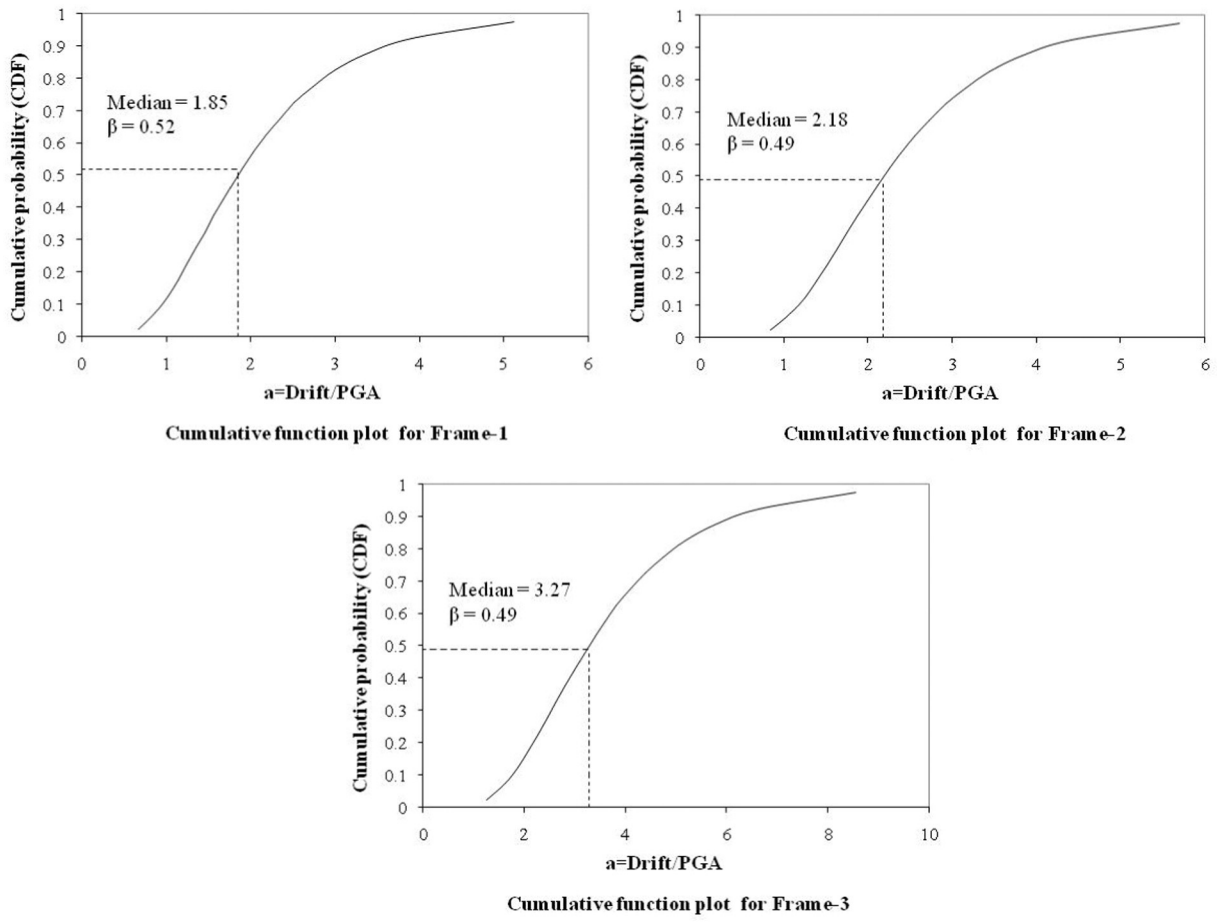 Cumulative probability (CDF)
1
0.9
0.8
0.7
0.6
0.5
0.4
0.3
0.2
0.1
0
Median = 1.85
β = 0.52
0 1 2 3 4 5 6
a=Drift/PGA
Cumulative function plot for Frame-1
Cumulative probability (CDF)
1
0.9
0.8
0.7
0.6
0.5
0.4
0.3
0.2
0.1
0
Median = 2.18
β = 0.49
0 1 2 3 4 5 6
a=Drift/PGA
Cumulative function plot for Frame-2
Cumulative probability (CDF)
1
0.9
0.8
0.7
0.6
0.5
0.4
0.3
0.2
0.1
0
Median = 3.27
β = 0.49
0 2 4 6 8 10
a=Drift/PGA
Cumulative function plot for Frame-3